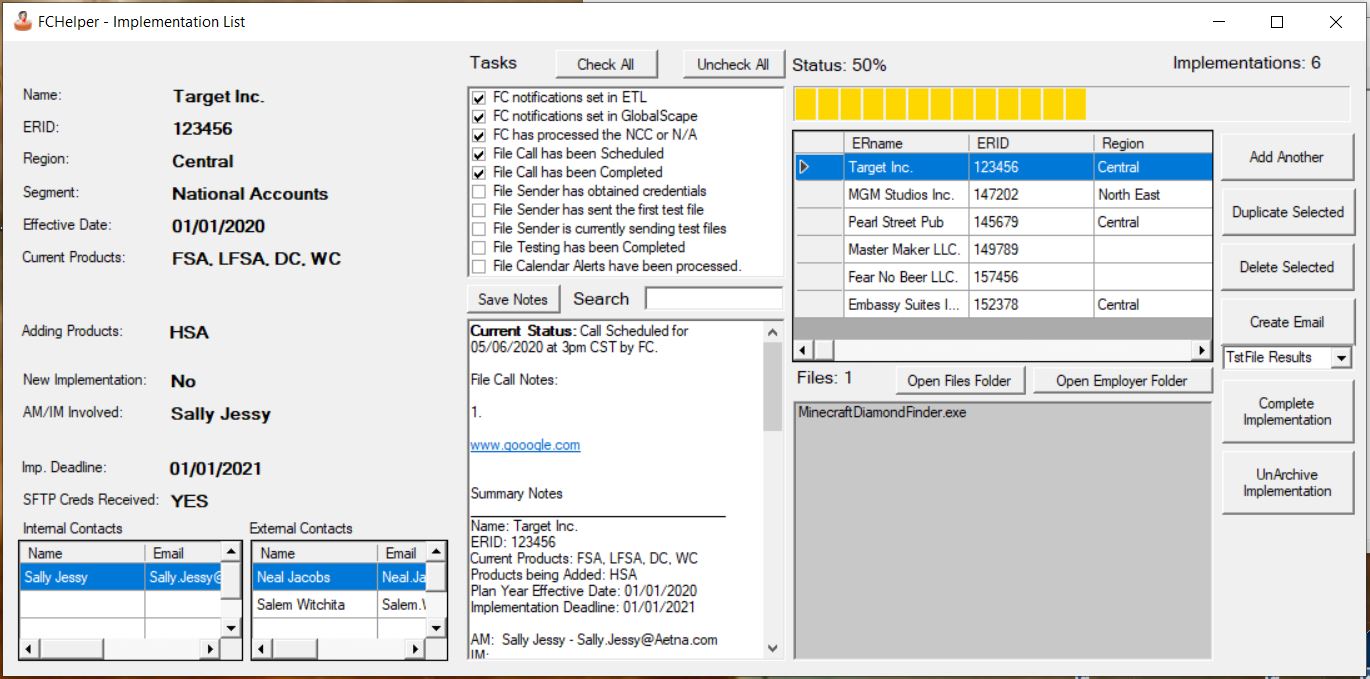 FCHelper - Implementation List
Name: Target Inc.
ERID: 123456
Region: Central
Segment: National Accounts
Effective Date: 01/01/2020
Current Products: FSA, LFSA, DC, WC
Adding Products: HSA
New Implementation: No
AM/IM Involved: Sally Jessy
Imp. Deadline: 01/01/2021
SFTP Creds Received: YES
Internal Contacts
Name Email
Sally Jessy Sally.Jessy@
External Contacts
Name Email
Neal Jacobs Neal.Ja
Salem Witchita Salem.
Tasks Check All Uncheck All
FC notifications set in ETL
FC notifications set in GlobalScape
FC has processed the NCC or N/A
File Call has been Scheduled
File Call has been Completed
File Sender has obtained credentials
File Sender has sent the first test file
File Sender is currently sending test files
File Testing has been Completed
File Calendar Alerts have been processed.
Save Notes Search
Current Status: Call Scheduled for
05/06/2020 at 3pm CST by FC.
File Call Notes:
1.
www.gooogle.com
Summary Notes
Name: Target Inc.
ERID: 123456
Current Products: FSA, LFSA, DC, WC
Products being Added: HSA
Plan Year Effective Date: 01/01/2020
Implementation Deadline: 01/01/2021
AM: Sally Jessy - Sally.Jessy@Aetna.com
IM:
Status: 50% Implementations: 6
ERname ERID Region
Target Inc. 123456 Central
MGM Studios Inc. 147202 North East
Pearl Street Pub 145679 Central
Master Maker LLC. 149789
Fear No Beer LLC. 157456
Embassy Suites I... 152378 Central
Files: 1 Open Files Folder Open Employer Folder
MinecraftDiamondFinder.exe
Add Another
Duplicate Selected
Delete Selected
Create Email
TstFile Results
Complete
Implementation
UnArchive
Implementation